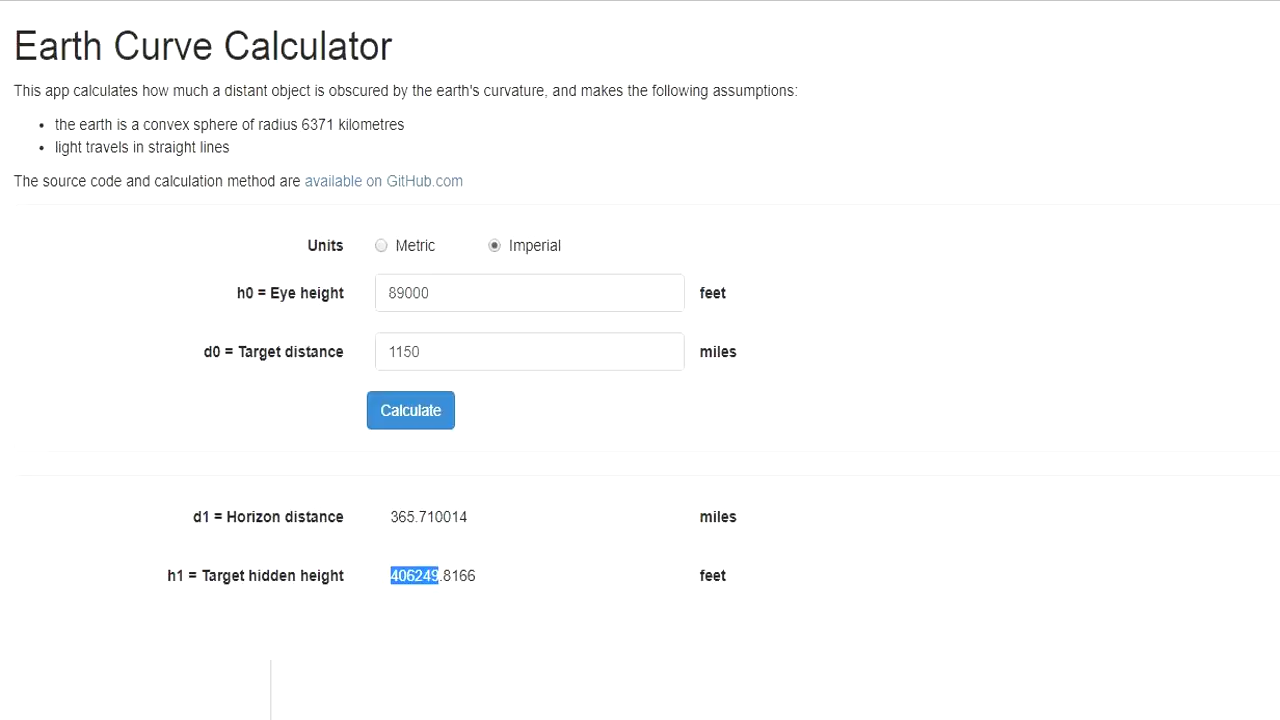 Earth Curve Calculator
This app calculates how much a distant object is obscured by the earth's curvature, and makes the following assumptions:
• the earth is a convex sphere of radius 6371 kilometres
• light travels in straight lines
The source code and calculation method are available on GitHub.com
Units Metric Imperial
h0 = Eye height 89000 feet
d0 = Target distance 1150 miles
Calculate
d1 = Horizon distance 365.710014 miles
h1 = Target hidden height 406249.8166 feet